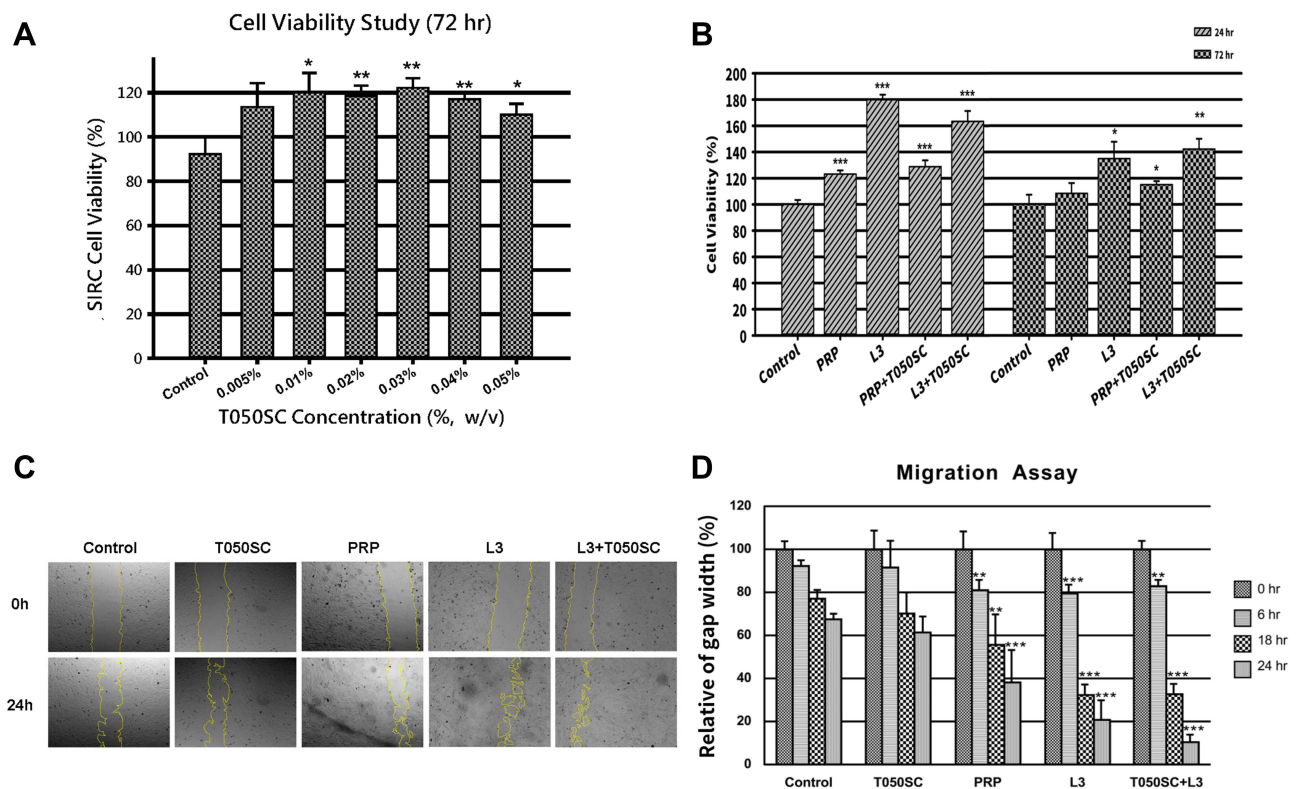 A
Cell Viability Study (72 hr)
SIRC Cell Viability (%)
120
100
80
60
40
20
0
* ** ** ** *
Control 0.005% 0.01% 0.02% 0.03% 0.04% 0.05%
T050SC Concentration (%, w/v)
B
24 hr
72 hr
Cell Viability (%)
200
180
160
140
120
100
80
60
40
20
0
*** *** *** *** * * **
Control PRP L3 PRP+T050SC L3+T050SC Control PRP L3 PRP+T050SC L3+T050SC
C
Control T050SC PRP L3 L3+T050SC
0h
24h
D
Migration Assay
Relative of gap width (%)
120
100
80
60
40
20
0
** ** *** *** *** *** ** *** ***
Control T050SC PRP L3 T050SC+L3
0 hr
6 hr
18 hr
24 hr